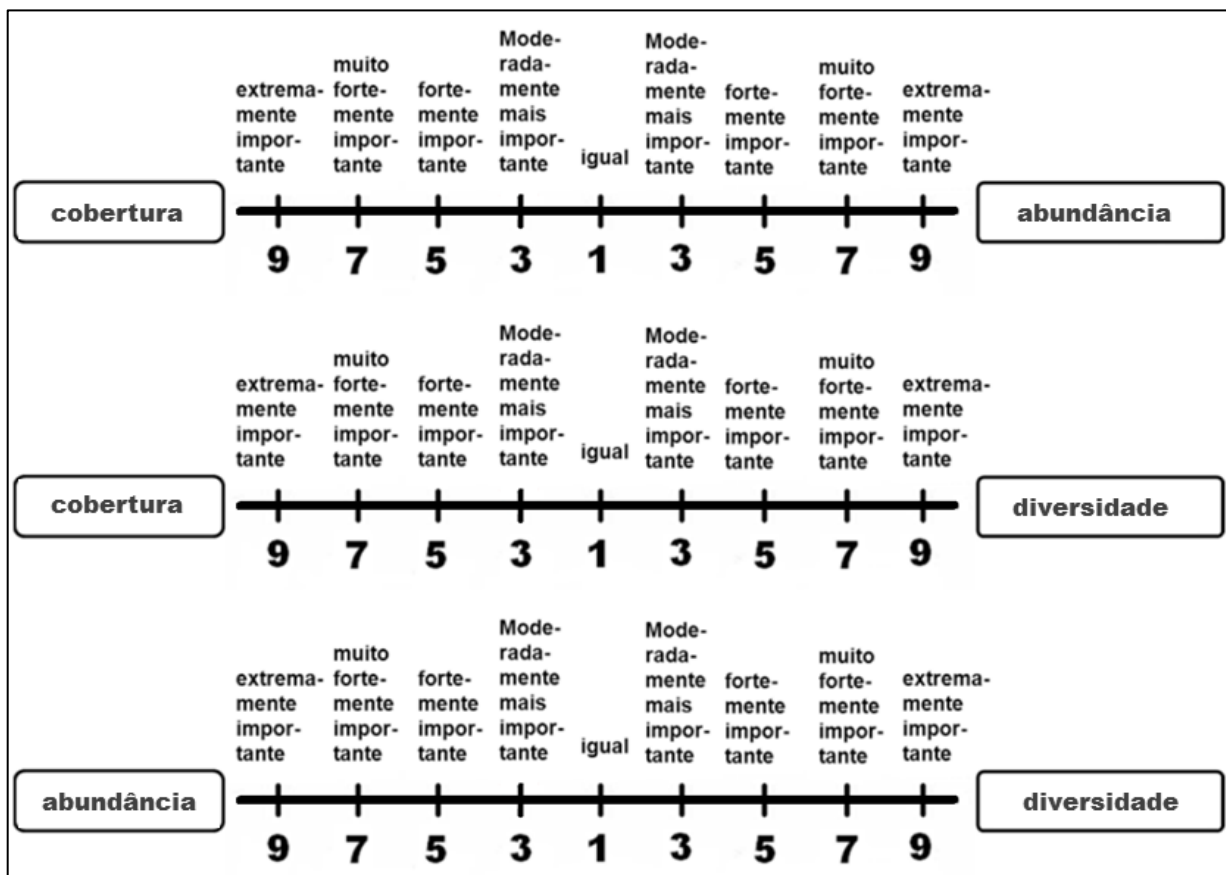 Mode-
rada-
mente
mais
impor-
tante
Mode-
rada-
mente
mais
impor-
tante
muito
forte-
mente
impor-
tante
muito
forte-
mente
impor-
tante
extrema-
mente
impor-
tante
forte-
mente
impor-
tante
igual
forte-
mente
impor-
tante
extrema-
mente
impor-
tante
cobertura
abundância
9 7 5 3 1 3 5 7 9
extrema-
mente
impor-
tante
muito
forte-
mente
impor-
tante
forte-
mente
impor-
tante
Mode-
rada-
mente
mais
impor-
tante
igual
Mode-
rada-
mente
mais
impor-
tante
forte-
mente
impor-
tante
muito
forte-
mente
impor-
tante
extrema-
mente
impor-
tante
cobertura
diversidade
9 7 5 3 1 3 5 7 9
extrema-
mente
impor-
tante
muito
forte-
mente
impor-
tante
forte-
mente
impor-
tante
Mode-
rada-
mente
mais
impor-
tante
igual
Mode-
rada-
mente
mais
impor-
tante
forte-
mente
impor-
tante
muito
forte-
mente
impor-
tante
extrema-
mente
impor-
tante
abundância
diversidade
9 7 5 3 1 3 5 7 9